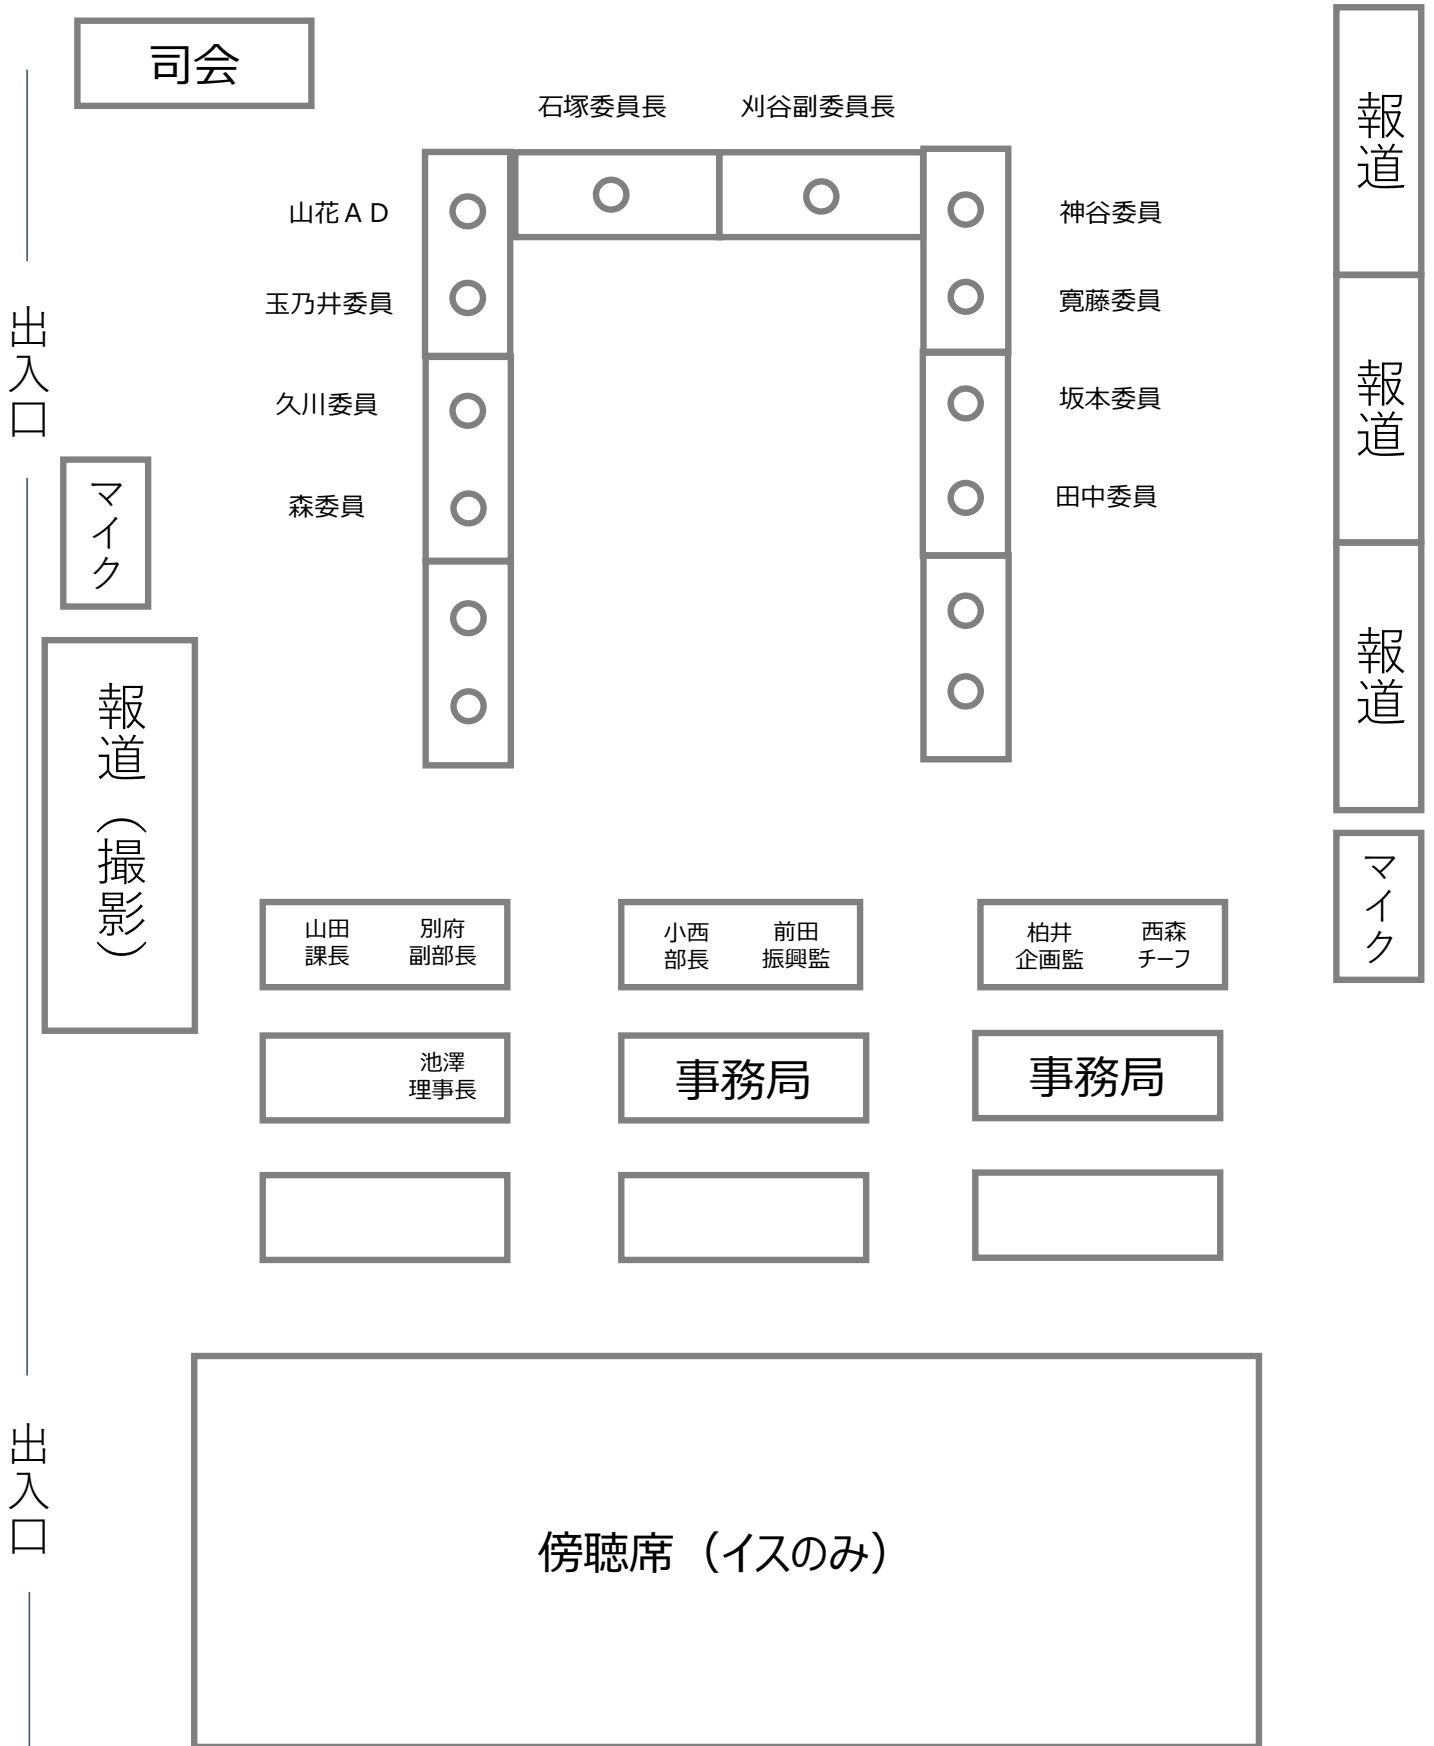 司会
石塚委員長
刈谷副委員長
山花ＡＤ
玉乃井委員
久川委員
森委員
神谷委員
寛藤委員
坂本委員
田中委員
出入口
マイク
報道（撮影）
報道
報道
報道
マイク
山田
課長
別府
副部長
小西
部長
前田
振興監
柏井
企画監
西森
チーフ
池澤
理事長
事務局
事務局
出入口
傍聴席（イスのみ）